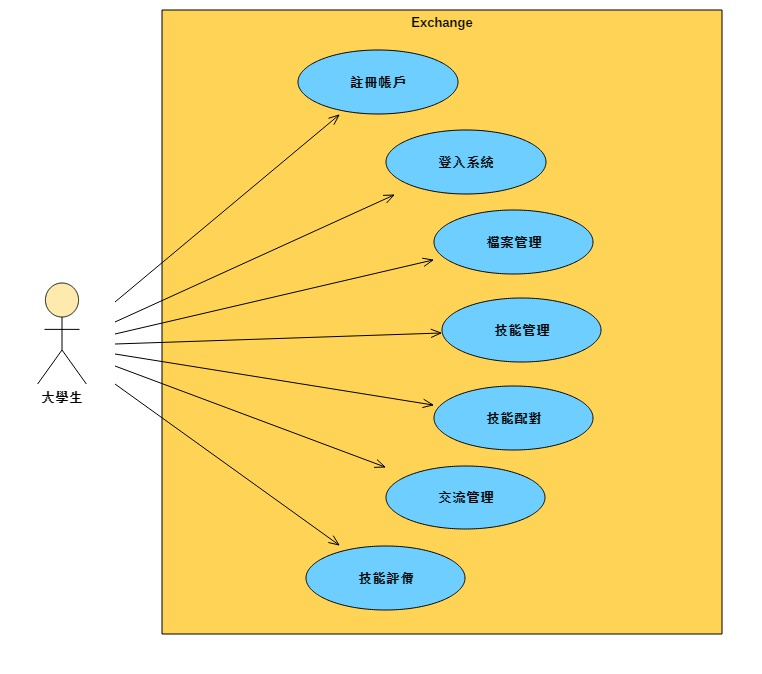 Exchange
註冊帳戶
登入系統
檔案管理
技能管理
技能配對
交流管理
技能評價
大學生